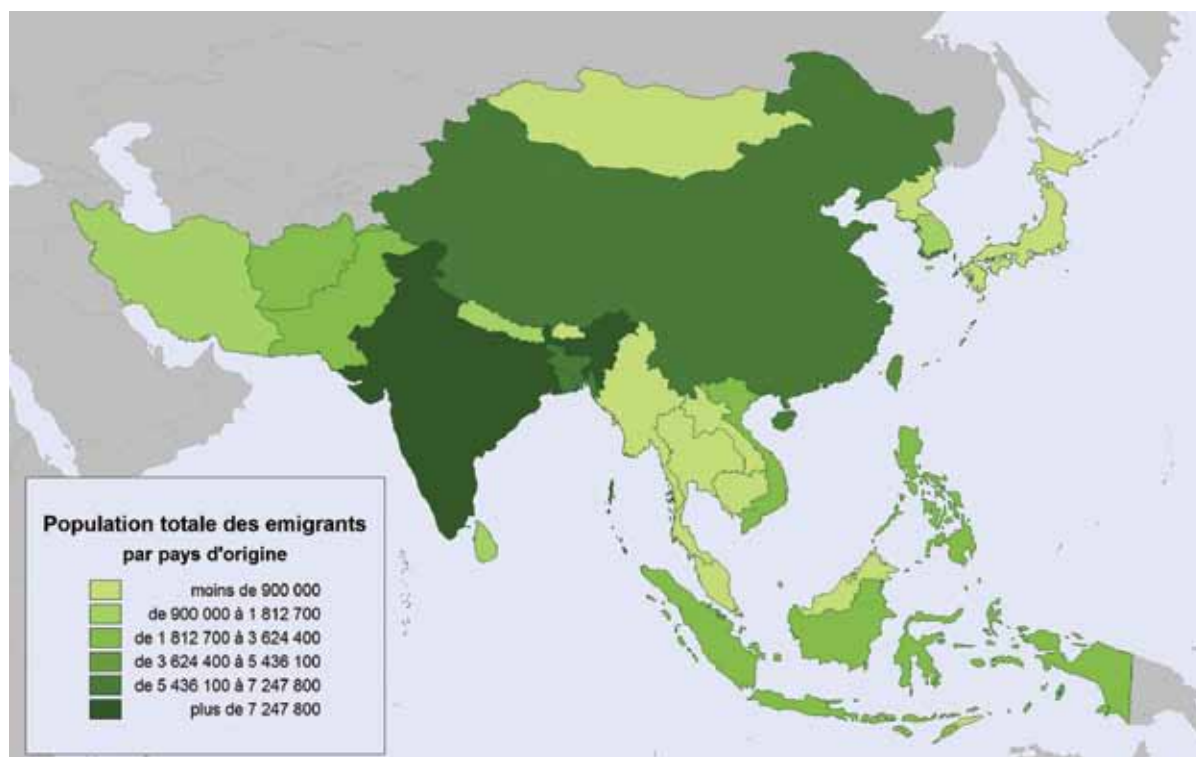 Population totale des emigrants
par pays d'origine
moins de 900 000
de 900 000 à 1 812 700
de 1 812 700 à 3 624 400
de 3 624 400 à 5 436 100
de 5 436 100 à 7 247 800
plus de 7 247 800